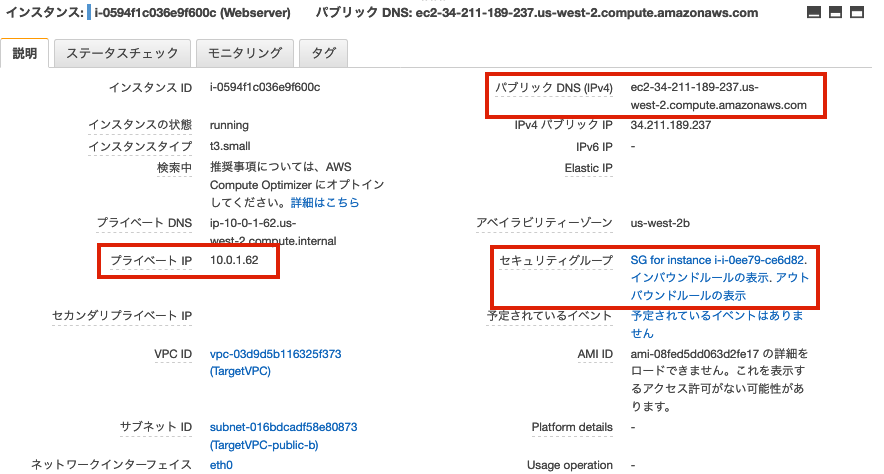 インスタンス: i-0594f1c036e9f600c (Webserver) パブリック DNS: ec2-34-211-189-237.us-west-2.compute.amazonaws.com
説明 ステータスチェック モニタリング タグ
インスタンス ID i-0594f1c036e9f600c
インスタンスの状態 running
インスタンスタイプ t3.small
検索中 推奨事項については、AWS
Compute Optimizer にオプトイン
してください。詳細はこちら
プライベート DNS ip-10-0-1-62.us-
west-2.compute.internal
プライベート IP 10.0.1.62
セカンダリプライベート IP
VPC ID vpc-03d9d5b116325f373
(TargetVPC)
サブネット ID subnet-016bdcadf58e80873
(TargetVPC-public-b)
ネットワークインターフェイス eth0
パブリック DNS (IPv4) ec2-34-211-189-237.us-
west-2.compute.amazonaws.com
IPv4 パブリック IP 34.211.189.237
IPv6 IP -
Elastic IP
アベイラビリティーゾーン us-west-2b
セキュリティグループ SG for instance i-i-0ee79-ce6d82.
インバウンドルールの表示. アウト
バウンドルールの表示
予定されているイベント 予定されているイベントはありま
せん
AMI ID ami-08fed5dd063d2fe17 の詳細を
ロードできません。これを表示す
るアクセス許可がない可能性があ
ります。
Platform details -
Usage operation -